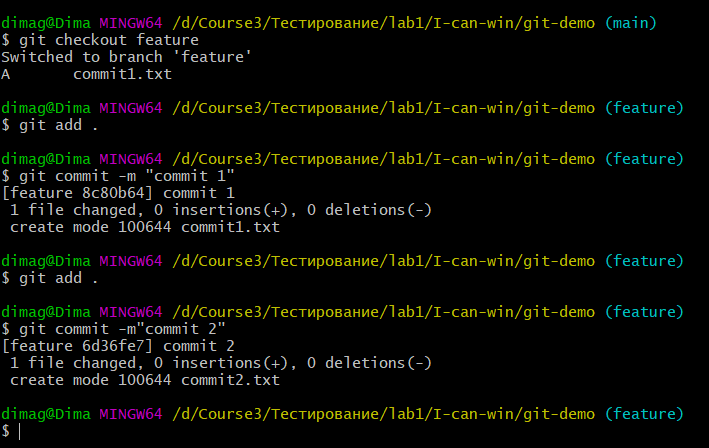 dimag@Dima MINGW64 /d/Course3/Тестирование/lab1/I-can-win/git-demo (main)
$ git checkout feature
Switched to branch 'feature'
A       commit1.txt
dimag@Dima MINGW64 /d/Course3/Тестирование/lab1/I-can-win/git-demo (feature)
$ git add .
dimag@Dima MINGW64 /d/Course3/Тестирование/lab1/I-can-win/git-demo (feature)
$ git commit -m "commit 1"
[feature 8c80b64] commit 1
 1 file changed, 0 insertions(+), 0 deletions(-)
 create mode 100644 commit1.txt
dimag@Dima MINGW64 /d/Course3/Тестирование/lab1/I-can-win/git-demo (feature)
$ git add .
dimag@Dima MINGW64 /d/Course3/Тестирование/lab1/I-can-win/git-demo (feature)
$ git commit -m"commit 2"
[feature 6d36fe7] commit 2
 1 file changed, 0 insertions(+), 0 deletions(-)
 create mode 100644 commit2.txt
dimag@Dima MINGW64 /d/Course3/Тестирование/lab1/I-can-win/git-demo (feature)
$